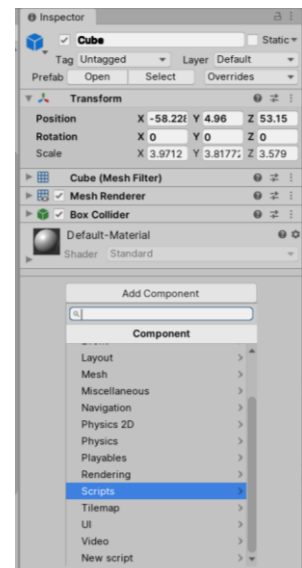 Inspector
Cube Static
Tag Untagged Layer Default
Prefab Open Select Overrides
Transform
Position X -58.228 Y 4.96 Z 53.15
Rotation X 0 Y 0 Z 0
Scale X 3.9712 Y 3.81772 Z 3.579
Cube (Mesh Filter)
Mesh Renderer
Box Collider
Default-Material
Shader Standard
Add Component
Component
Layout
Mesh
Miscellaneous
Navigation
Physics 2D
Physics
Playables
Rendering
Scripts
Tilemap
UI
Video
New script